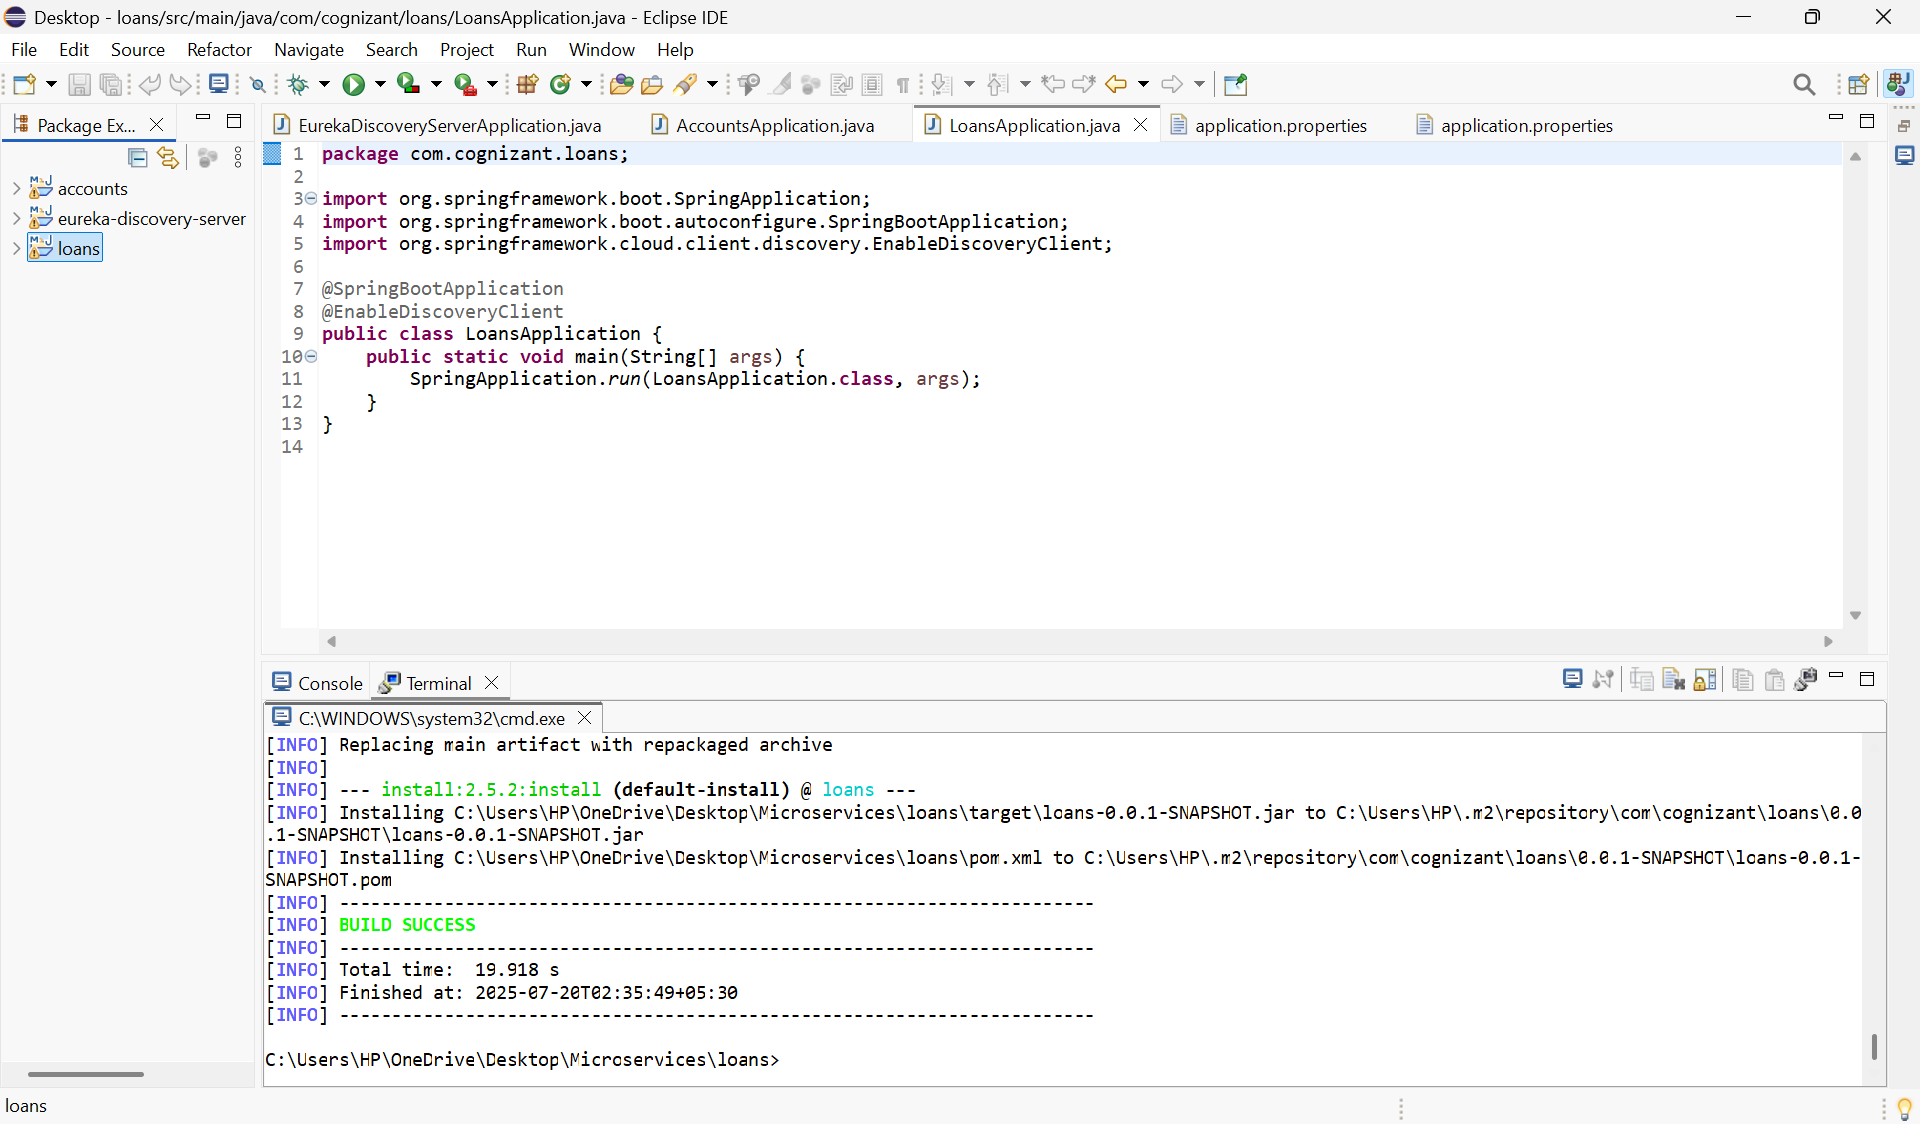 Desktop - loans/src/main/java/com/cognizant/loans/LoansApplication.java - Eclipse IDE
File Edit Source Refactor Navigate Search Project Run Window Help
Package Ex...
EurekaDiscoveryServerApplication.java
AccountsApplication.java
LoansApplication.java
application.properties
application.properties
accounts
eureka-discovery-server
loans
1 package com.cognizant.loans;
2
3 import org.springframework.boot.SpringApplication;
4 import org.springframework.boot.autoconfigure.SpringBootApplication;
5 import org.springframework.cloud.client.discovery.EnableDiscoveryClient;
6
7 @SpringBootApplication
8 @EnableDiscoveryClient
9 public class LoansApplication {
10     public static void main(String[] args) {
11         SpringApplication.run(LoansApplication.class, args);
12     }
13 }
14
Console
Terminal
C:\WINDOWS\system32\cmd.exe
[INFO] Replacing main artifact with repackaged archive
[INFO]
[INFO] --- install:2.5.2:install (default-install) @ loans ---
[INFO] Installing C:\Users\HP\OneDrive\Desktop\Microservices\loans\target\loans-0.0.1-SNAPSHOT.jar to C:\Users\HP\.m2\repository\com\cognizant\loans\0.0
.1-SNAPSHOT\loans-0.0.1-SNAPSHOT.jar
[INFO] Installing C:\Users\HP\OneDrive\Desktop\Microservices\loans\pom.xml to C:\Users\HP\.m2\repository\com\cognizant\loans\0.0.1-SNAPSHOT\loans-0.0.1-
SNAPSHOT.pom
[INFO] ------------------------------------------------------------------------
[INFO] BUILD SUCCESS
[INFO] ------------------------------------------------------------------------
[INFO] Total time:  19.918 s
[INFO] Finished at: 2025-07-20T02:35:49+05:30
[INFO] ------------------------------------------------------------------------
C:\Users\HP\OneDrive\Desktop\Microservices\loans>
loans